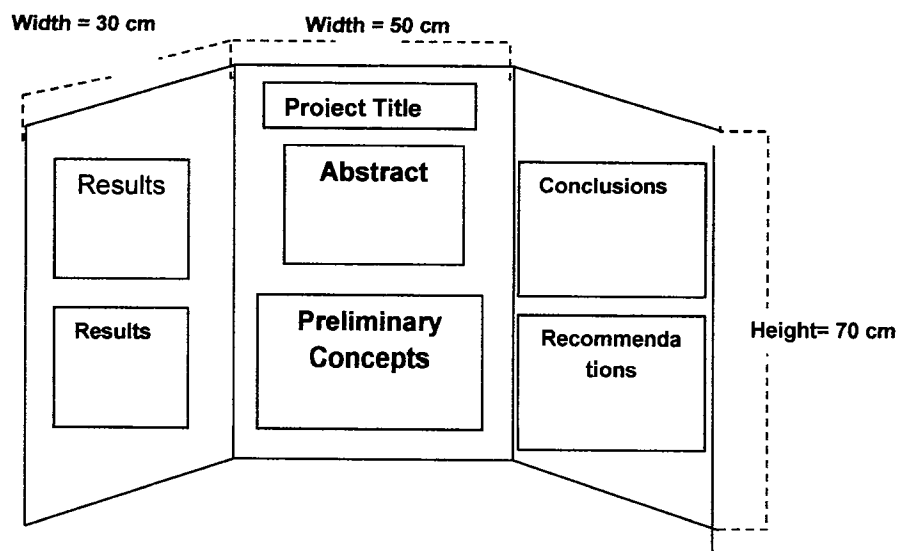 Width = 30 cm
Width = 50 cm
Project Title
Abstract
Results
Conclusions
Preliminary
Concepts
Results
Recommenda
tions
Height= 70 cm